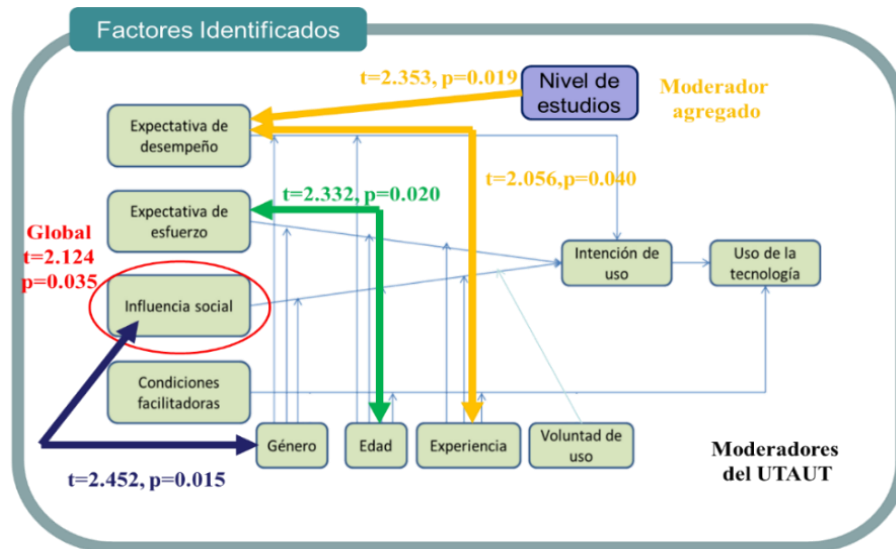 Factores Identificados
t=2.353, p=0.019
Nivel de
estudios
Moderador
agregado
Expectativa de
desempeño
t=2.056,p=0.040
t=2.332, p=0.020
Expectativa de
esfuerzo
Global
t=2.124
p=0.035
Intención de
uso
Uso de la
tecnología
Influencia social
Condiciones
facilitadoras
Género
Edad
Experiencia
Voluntad de
uso
Moderadores
del UTAUT
t=2.452, p=0.015